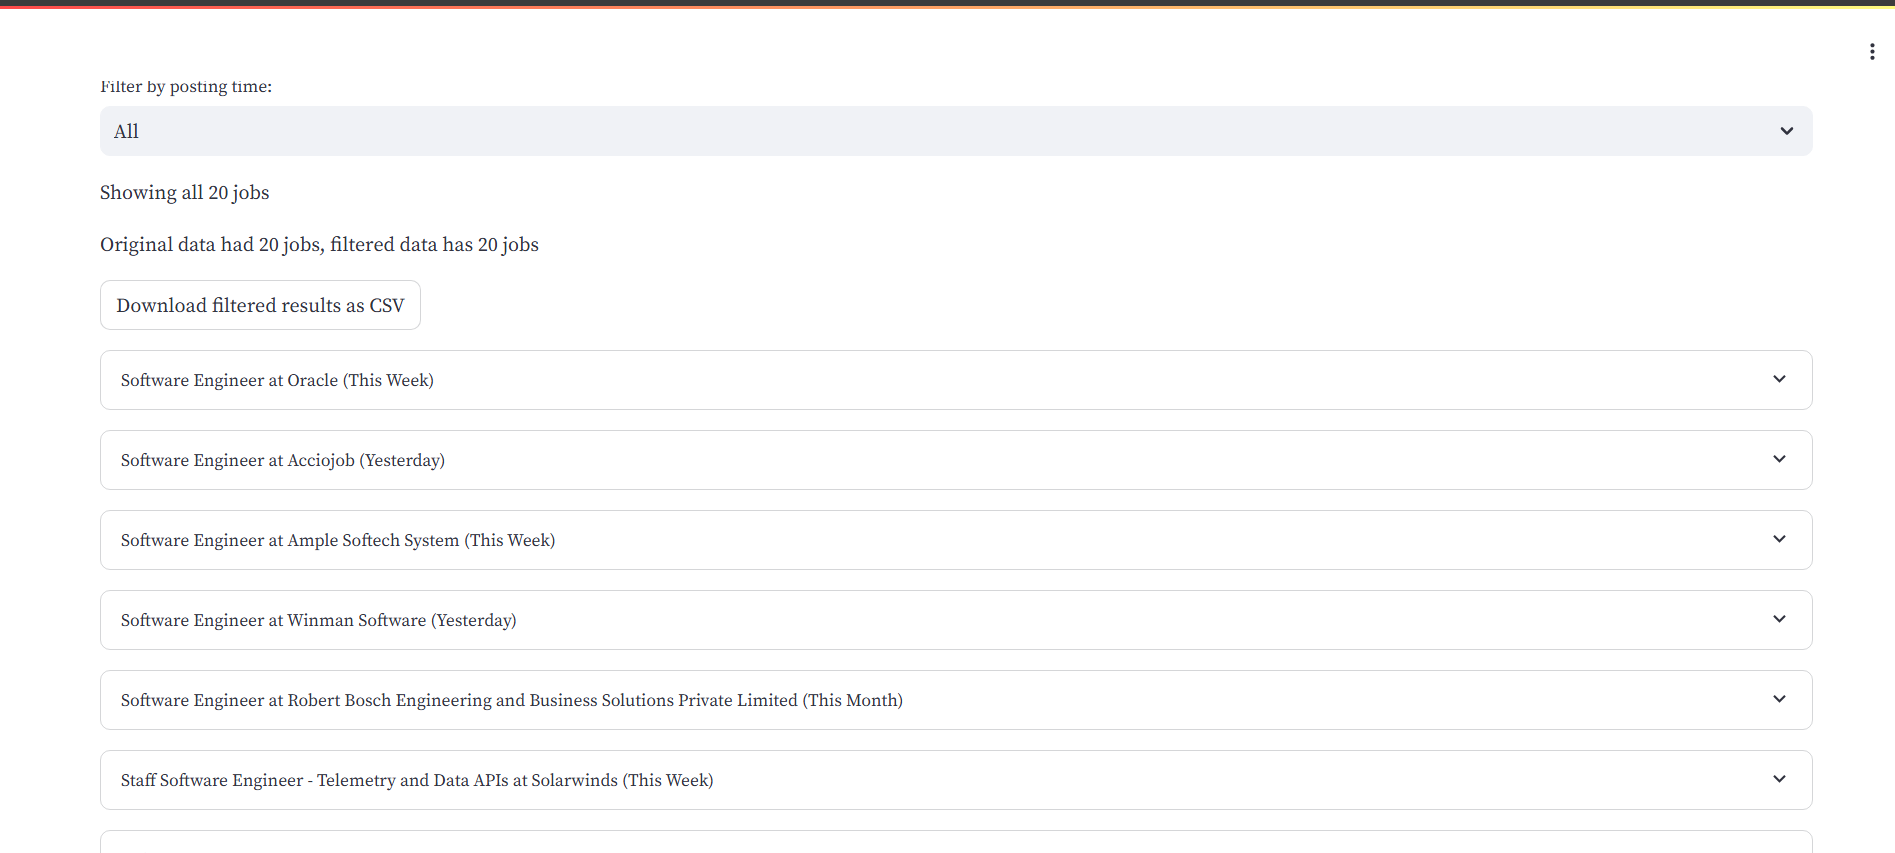 Filter by posting time:
All
Showing all 20 jobs
Original data had 20 jobs, filtered data has 20 jobs
Download filtered results as CSV
Software Engineer at Oracle (This Week)
Software Engineer at Acciojob (Yesterday)
Software Engineer at Ample Softech System (This Week)
Software Engineer at Winman Software (Yesterday)
Software Engineer at Robert Bosch Engineering and Business Solutions Private Limited (This Month)
Staff Software Engineer - Telemetry and Data APIs at Solarwinds (This Week)